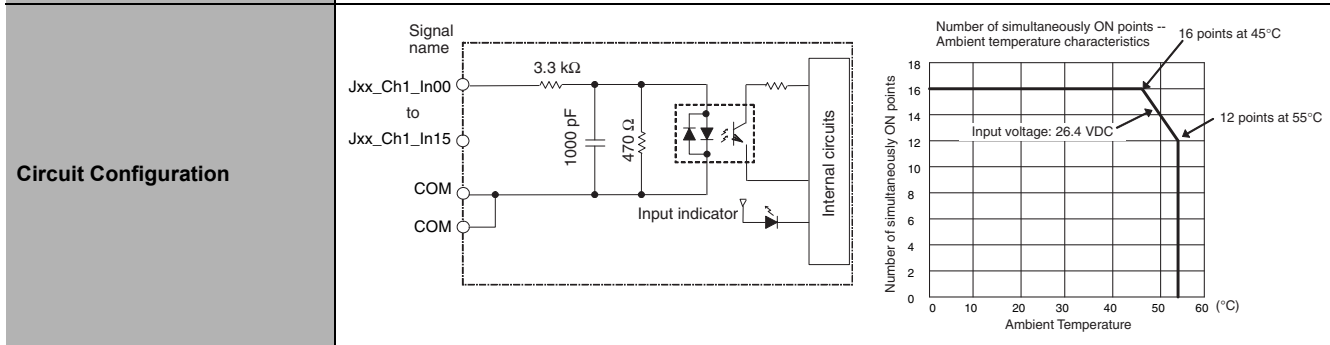 Circuit Configuration
Signal
name
Jxx_Ch1_In00
to
Jxx_Ch1_In15
COM
COM
3.3 kΩ
1000 pF
470 Ω
Input indicator
Internal circuits
Number of simultaneously ON points --
Ambient temperature characteristics
16 points at 45°C
12 points at 55°C
Input voltage: 26.4 VDC
Number of simultaneously ON points
18
16
14
12
10
8
6
4
2
0
0 10 20 30 40 50 60 (°C)
Ambient Temperature